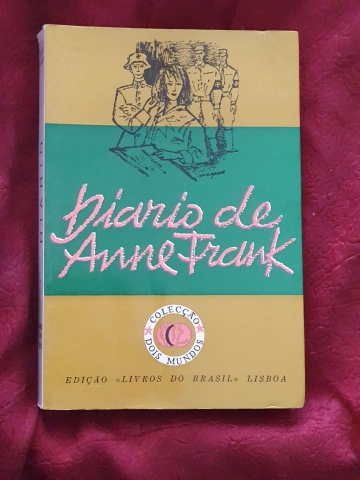 Diario de
Anne Frank
COLECÇÃO
DOIS MUNDOS
EDIÇÃO «LIVROS DO BRASIL» LISBOA